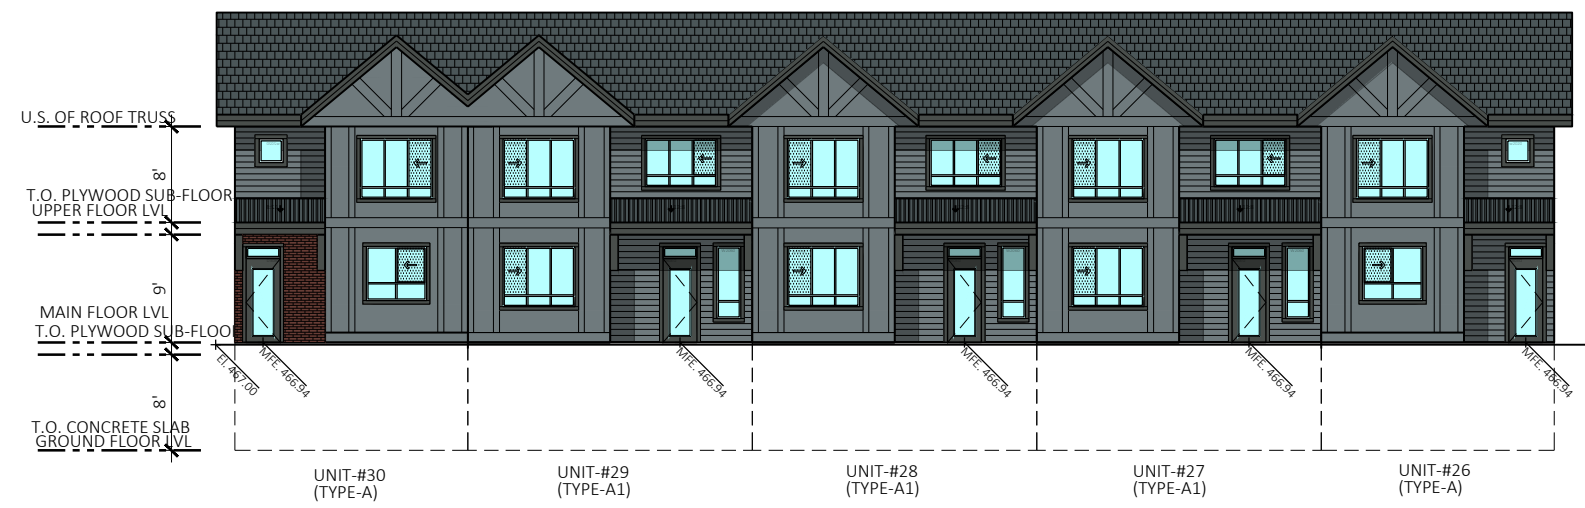 U.S. OF ROOF TRUSS
8'
T.O. PLYWOOD SUB-FLOOR
UPPER FLOOR LVL
9'
MAIN FLOOR LVL
T.O. PLYWOOD SUB-FLOOR
El. 467.00
MFE. 466.94
MFE. 466.94
MFE. 466.94
MFE. 466.94
MFE. 466.94
8'
T.O. CONCRETE SLAB
GROUND FLOOR LVL
UNIT-#30
(TYPE-A)
UNIT-#29
(TYPE-A1)
UNIT-#28
(TYPE-A1)
UNIT-#27
(TYPE-A1)
UNIT-#26
(TYPE-A)